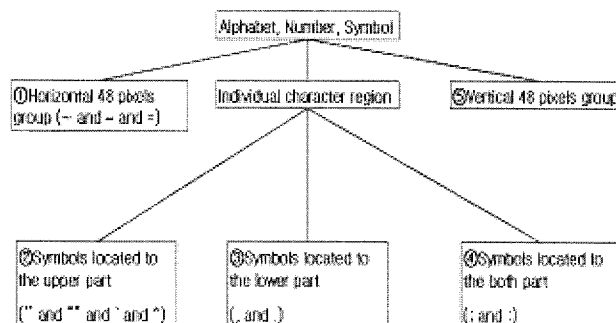 Alphabet, Number, Symbol
①Horizontal 48 pixels
group (~ and – and =)
Individual character region
⑤Vertical 48 pixels group
②Symbols located to
the upper part
('' and "" and ` and ^)
③Symbols located to
the lower part
(, and .)
④Symbols located to
the both part
(; and :)